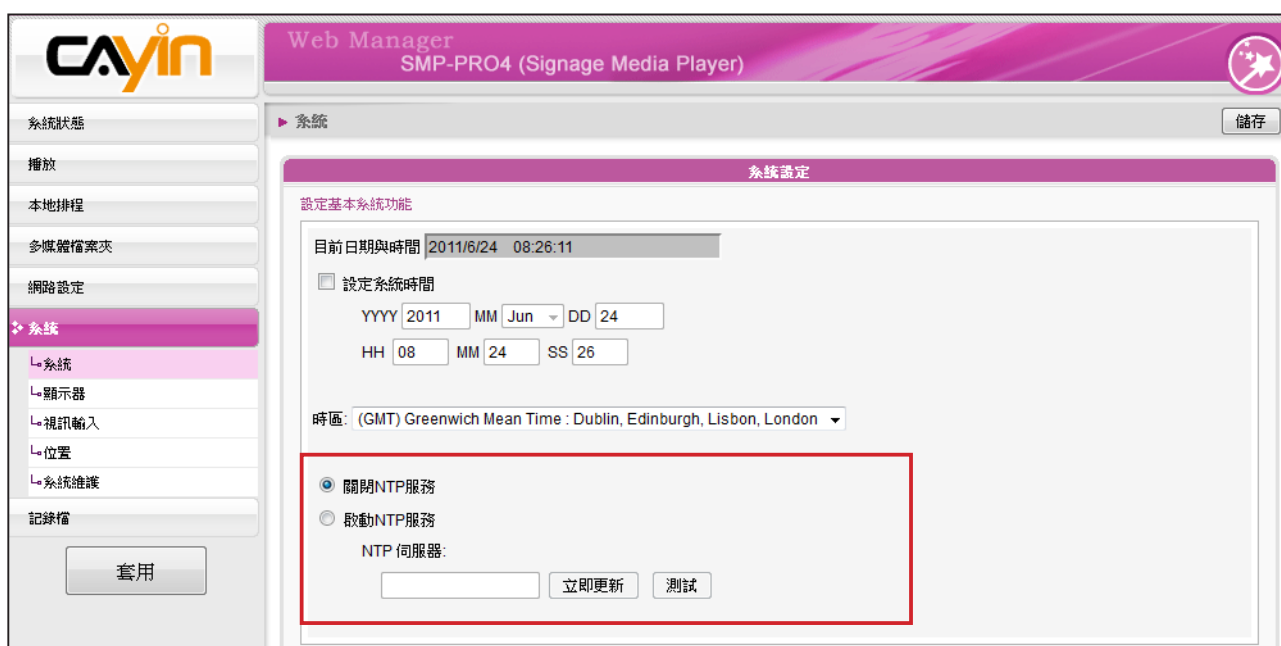 CAYIN
Web Manager
SMP-PRO4 (Signage Media Player)
系統狀態
播放
本地排程
多媒體檔案夾
網路設定
系統
系統
顯示器
視訊輸入
位置
系統維護
記錄檔
套用
系統
儲存
系統設定
設定基本系統功能
目前日期與時間 2011/6/24 08:26:11
設定系統時間
YYYY 2011 MM Jun DD 24
HH 08 MM 24 SS 26
時區: (GMT) Greenwich Mean Time : Dublin, Edinburgh, Lisbon, London
關閉NTP服務
啟動NTP服務
NTP 伺服器:
立即更新 測試